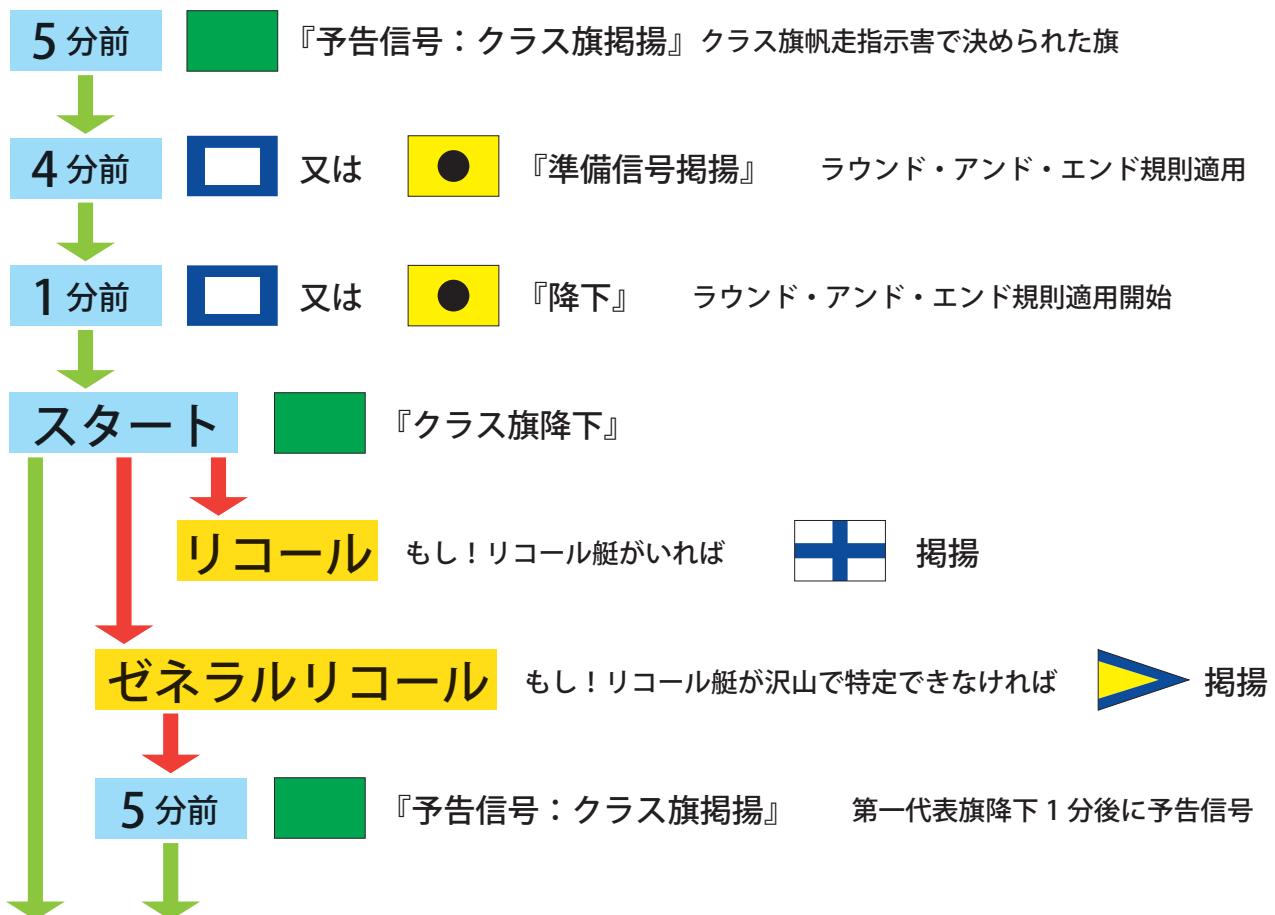 5分前 『予告信号：クラス旗掲揚』 クラス旗帆走指示害で決められた旗
4分前 又は 『準備信号掲揚』 ラウンド・アンド・エンド規則適用
1分前 又は 『降下』 ラウンド・アンド・エンド規則適用開始
スタート 『クラス旗降下』
リコール もし！リコール艇がいれば 掲揚
ゼネラルリコール もし！リコール艇が沢山で特定できなければ 掲揚
5分前 『予告信号：クラス旗掲揚』 第一代表旗降下1分後に予告信号